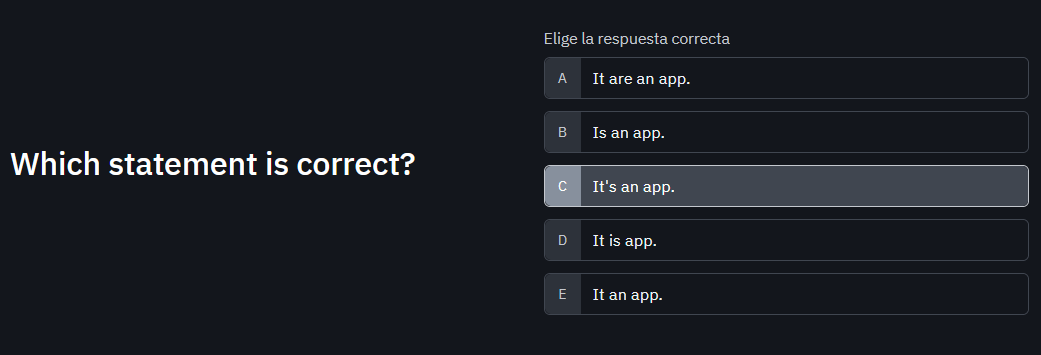 Which statement is correct?
Elige la respuesta correcta
A It are an app.
B Is an app.
C It's an app.
D It is app.
E It an app.